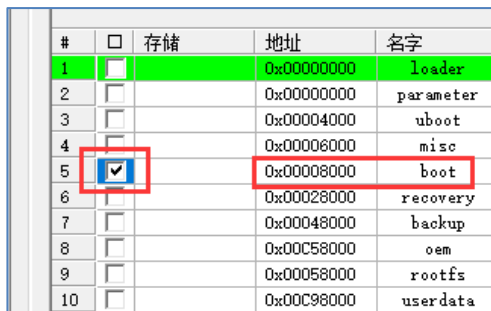 # 存储 地址 名字
1 0x00000000 loader
2 0x00000000 parameter
3 0x00004000 uboot
4 0x00006000 misc
5 0x00008000 boot
6 0x00028000 recovery
7 0x00048000 backup
8 0x00C58000 oem
9 0x00058000 rootfs
10 0x00C98000 userdata